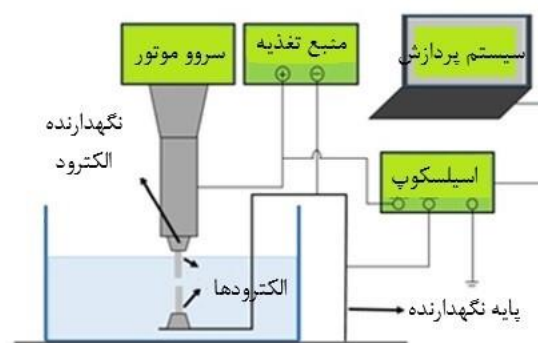 سروو موتور
منبع تغذیه
سیستم پردازش
نگهدارنده
الکترود
اسیلسکوپ
الکترودها
پایه نگهدارنده